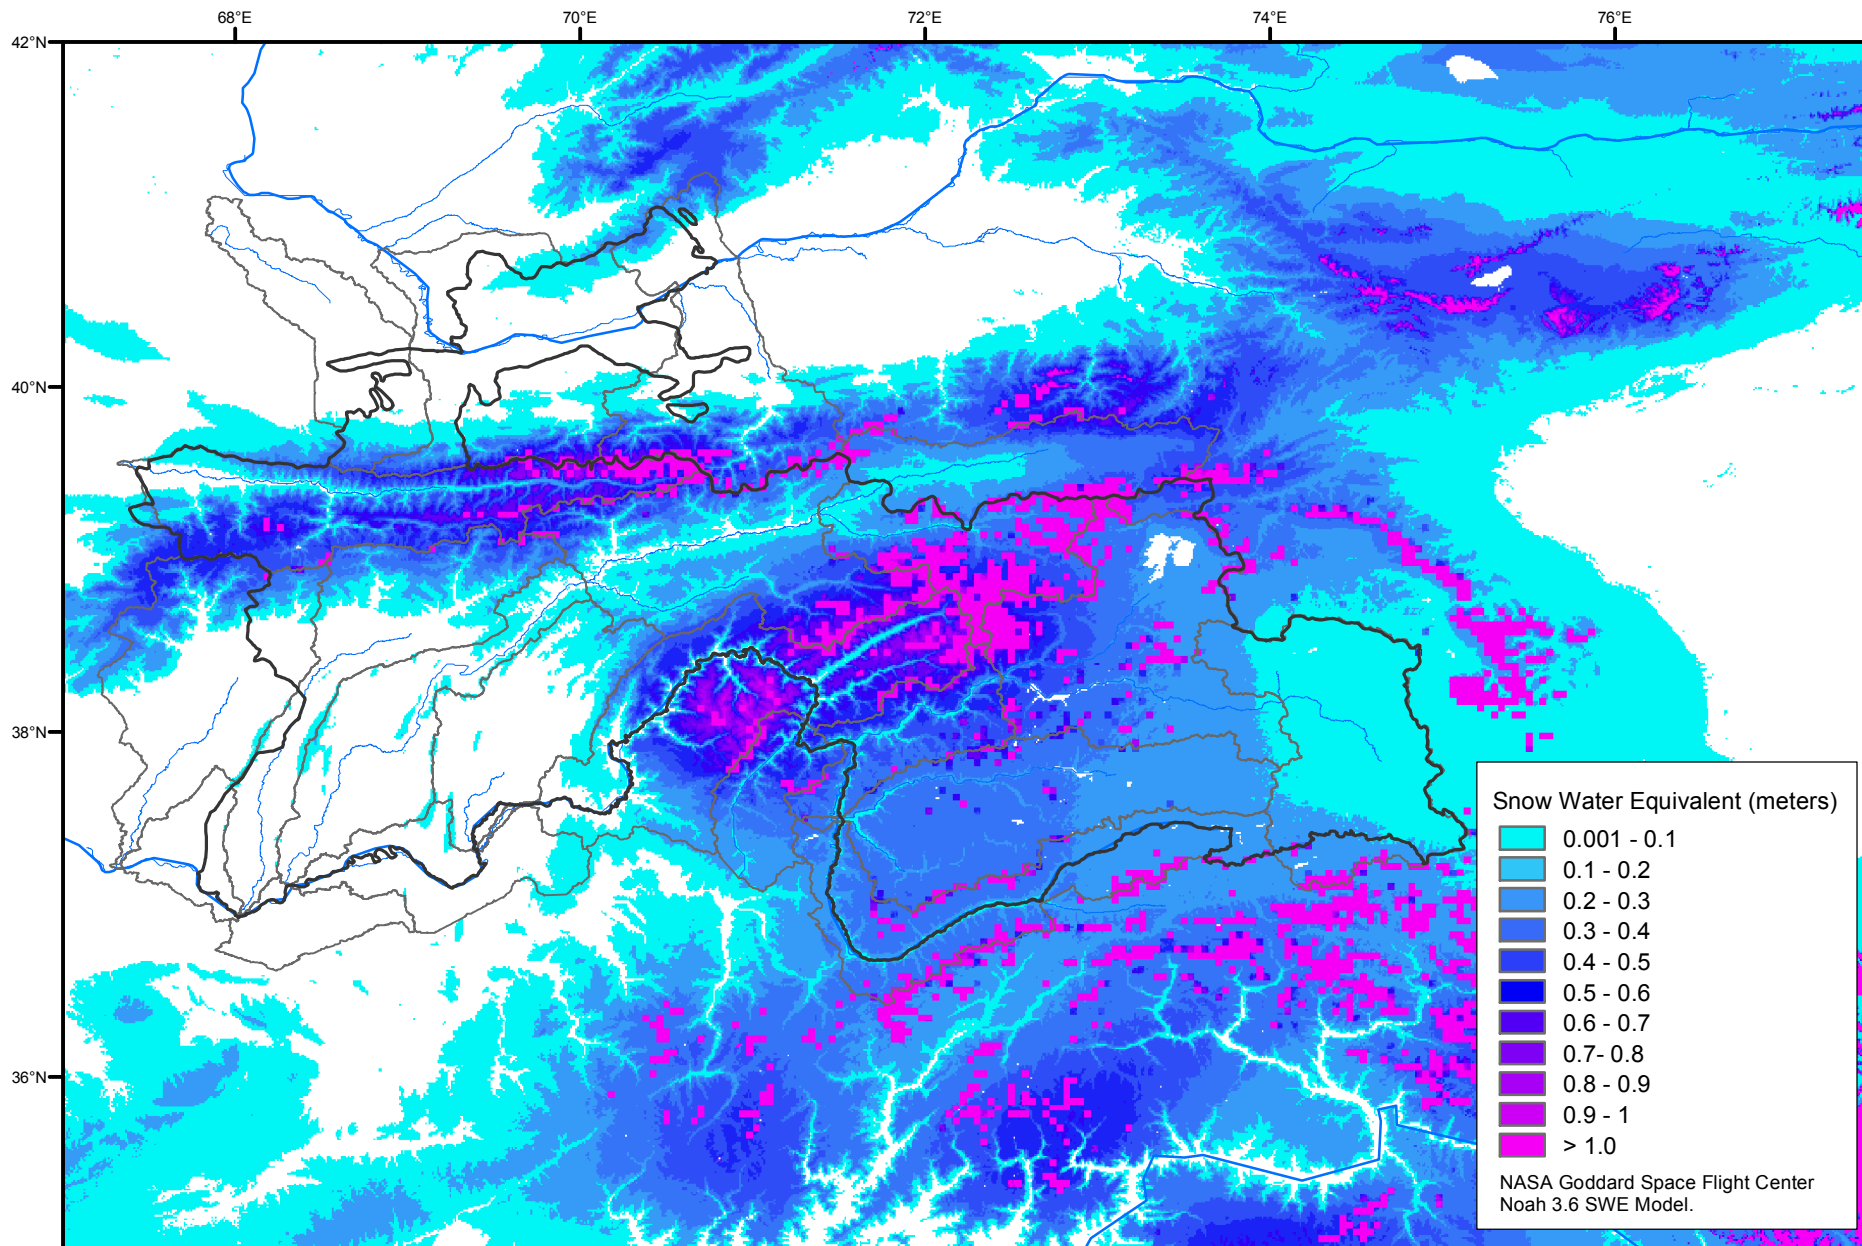 68°E
70°E
72°E
74°E
76°E
42°N
40°N
38°N
36°N
Snow Water Equivalent (meters)
0.001 - 0.1
0.1 - 0.2
0.2 - 0.3
0.3 - 0.4
0.4 - 0.5
0.5 - 0.6
0.6 - 0.7
0.7- 0.8
0.8 - 0.9
0.9 - 1
> 1.0
NASA Goddard Space Flight Center
Noah 3.6 SWE Model.